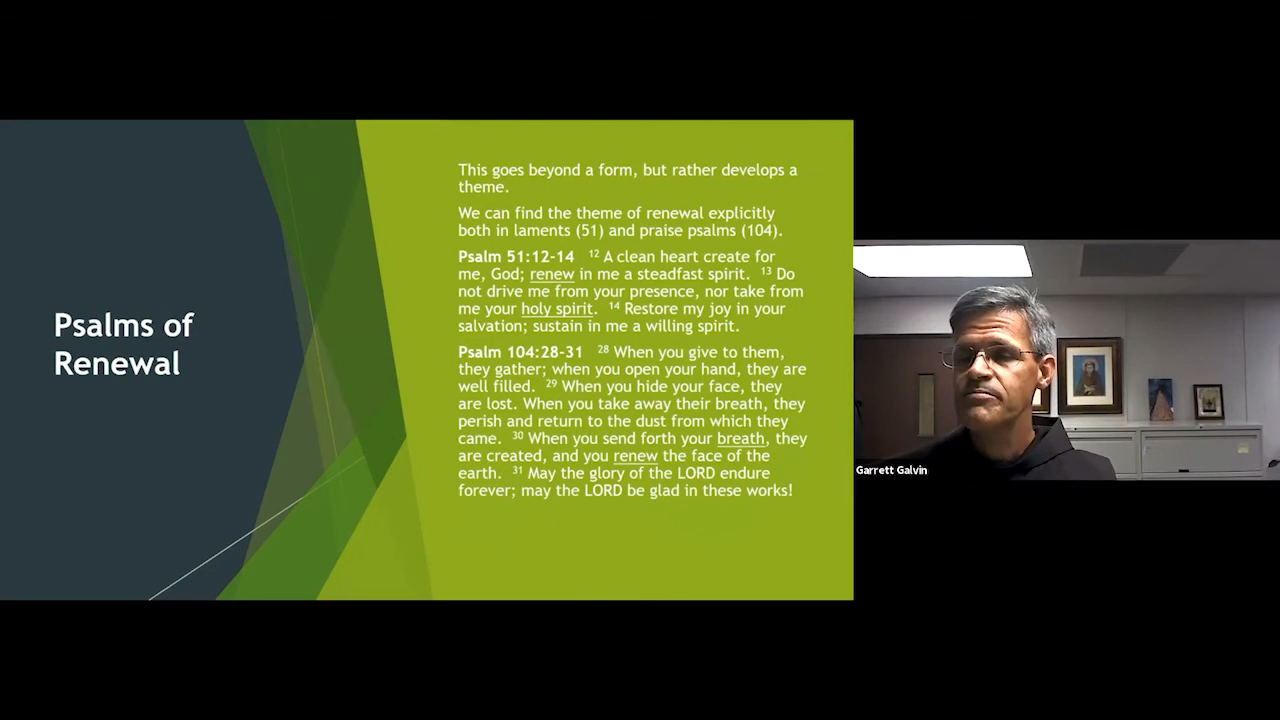 Psalms of
Renewal
This goes beyond a form, but rather develops a
theme.
We can find the theme of renewal explicitly
both in laments (51) and praise psalms (104).
Psalm 51:12-14 12 A clean heart create for
me, God; renew in me a steadfast spirit. 13 Do
not drive me from your presence, nor take from
me your holy spirit. 14 Restore my joy in your
salvation; sustain in me a willing spirit.
Psalm 104:28-31 28 When you give to them,
they gather; when you open your hand, they are
well filled. 29 When you hide your face, they
are lost. When you take away their breath, they
perish and return to the dust from which they
came. 30 When you send forth your breath, they
are created, and you renew the face of the
earth. 31 May the glory of the LORD endure
forever; may the LORD be glad in these works!
Garrett Galvin